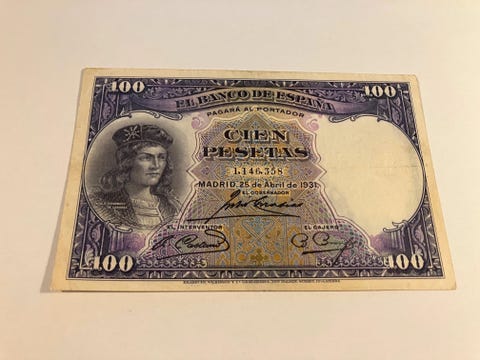 100 100
EL BANCO DE ESPAÑA
PAGARÁ AL PORTADOR
CIEN
PESETAS
1,146,358
MADRID, 25 de Abril de 1931
EL GOBERNADOR
EL INTERVENTOR EL CAJERO
100 100